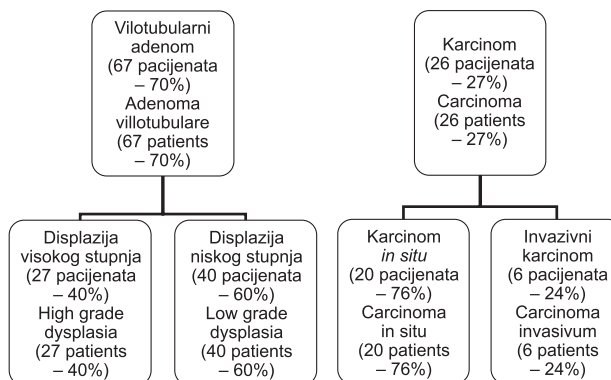 Vilotubularni
adenom
(67 pacijenata
– 70%)
Adenoma
villotubulare
(67 patients
– 70%)
Karcinom
(26 pacijenata
– 27%)
Carcinoma
(26 patients
– 27%)
Displazija
visokog stupnja
(27 pacijenata
– 40%)
High grade
dysplasia
(27 patients
– 40%)
Displazija
niskog stupnja
(40 pacijenata
– 60%)
Low grade
dysplasia
(40 patients
– 60%)
Karcinom
in situ
(20 pacijenata
– 76%)
Carcinoma
in situ
(20 patients
– 76%)
Invazivni
karcinom
(6 pacijenata
– 24%)
Carcinoma
invasivum
(6 patients
– 24%)